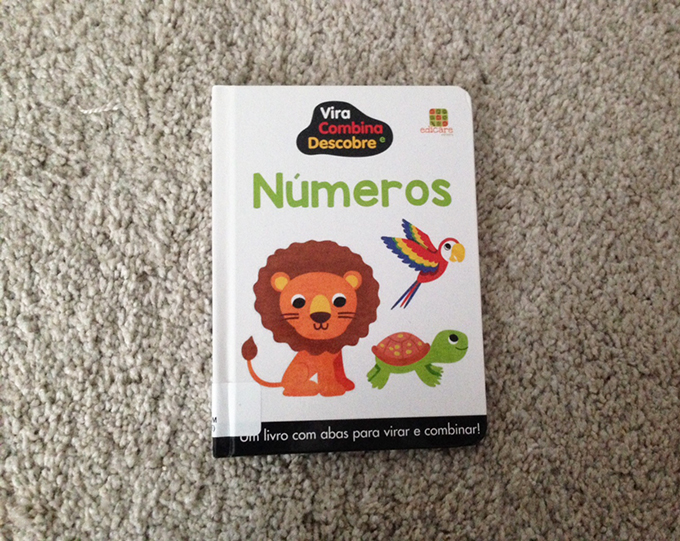 Vira
Combina
Descobre e
edicare
Números
Um livro com abas para virar e combinar!